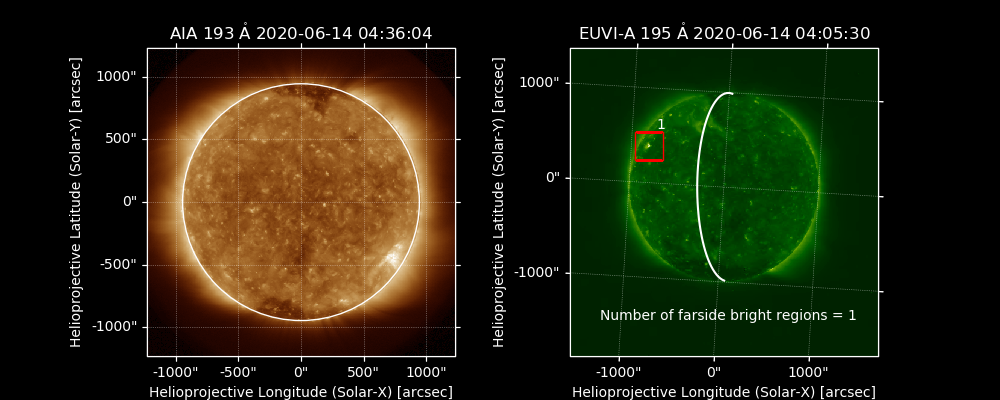 AIA 193 Å 2020-06-14 04:36:04
1000"
500"
0"
-500"
-1000"
-1000"
-500"
0"
500"
1000"
Helioprojective Latitude (Solar-Y) [arcsec]
Helioprojective Longitude (Solar-X) [arcsec]
EUVI-A 195 Å 2020-06-14 04:05:30
1000"
0"
-1000"
1
Number of farside bright regions = 1
-1000"
0"
1000"
Helioprojective Latitude (Solar-Y) [arcsec]
Helioprojective Longitude (Solar-X) [arcsec]